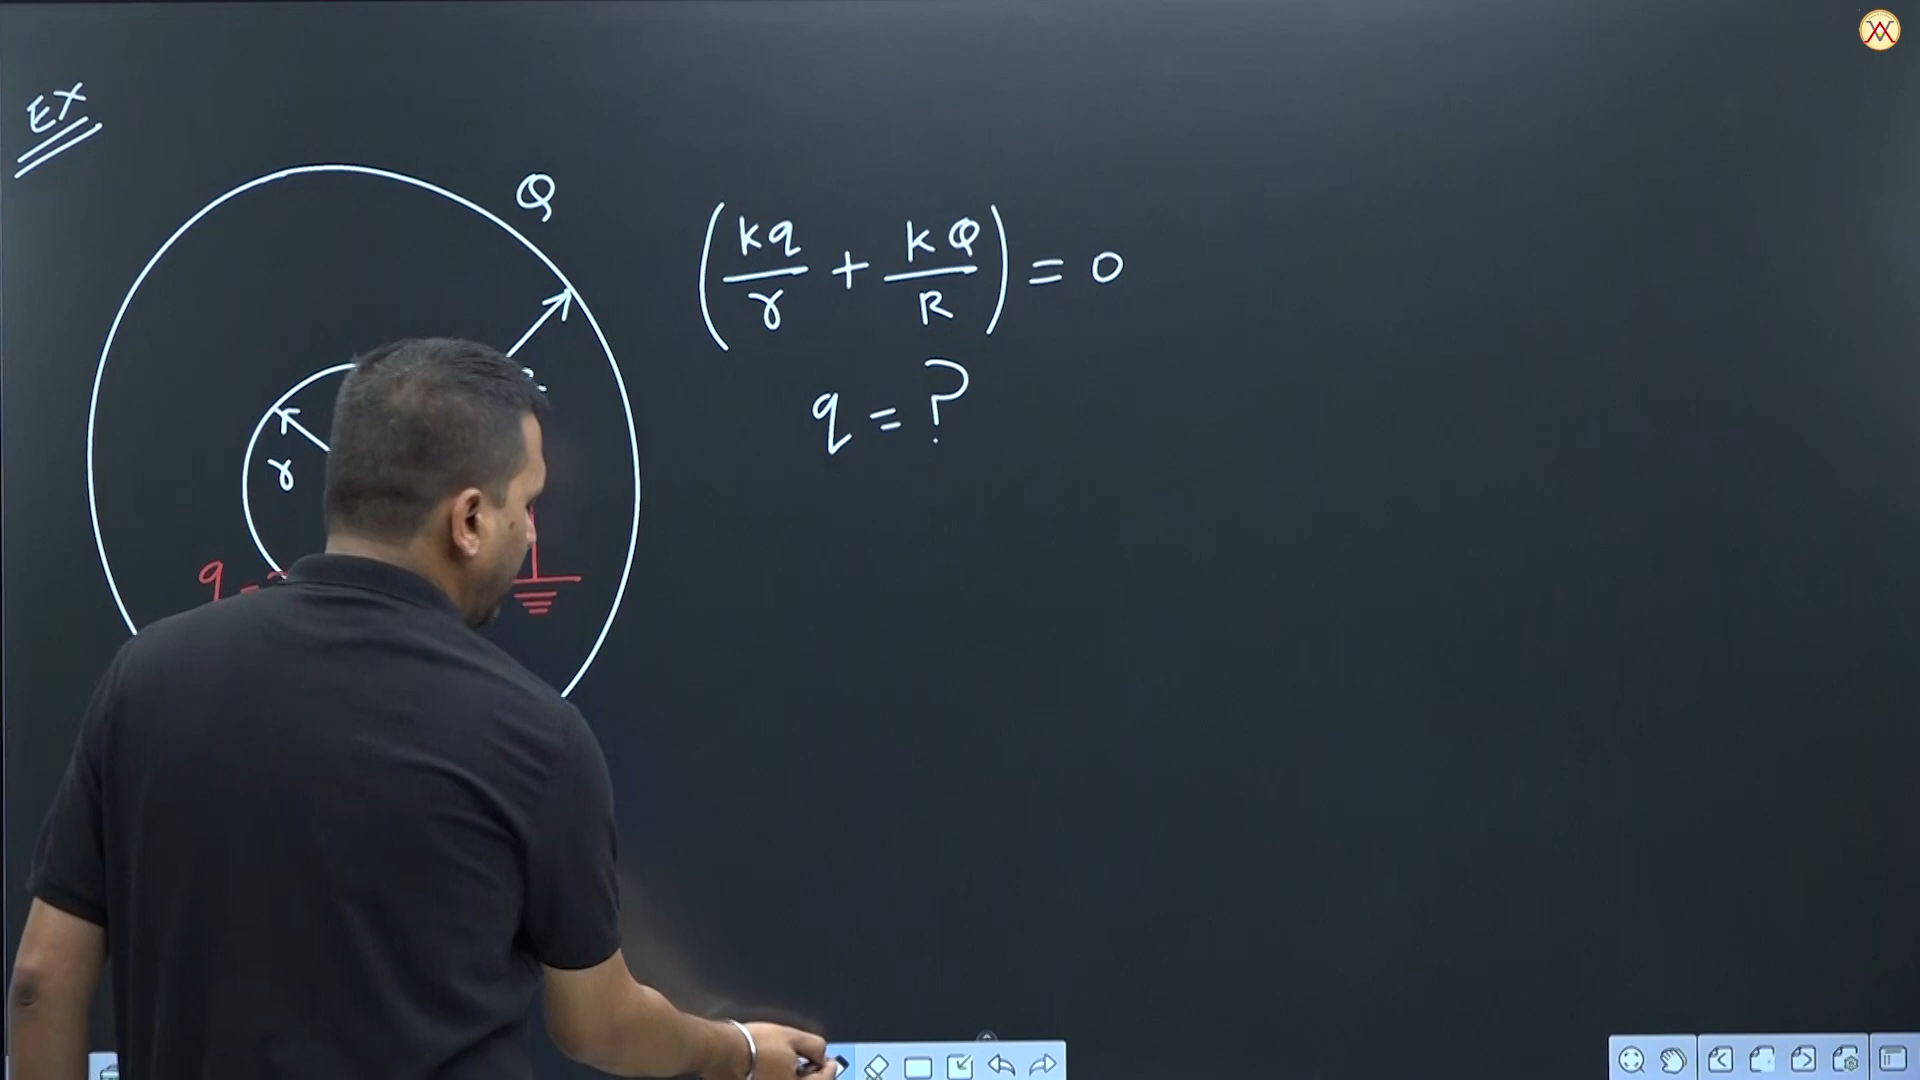 EX
Q
(kq/r + kQ/R) = 0
q = ?
r
q =